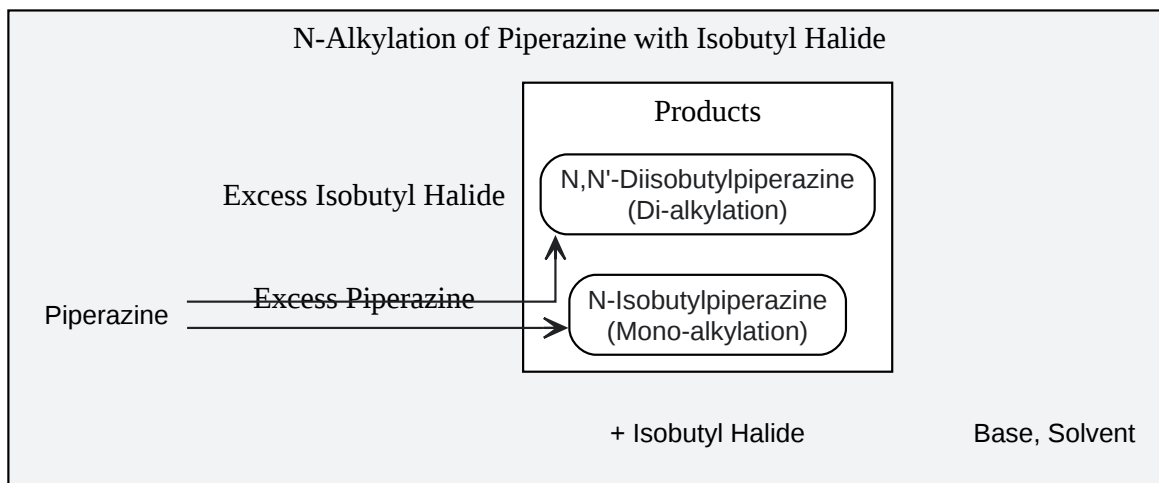 N-Alkylation of Piperazine with Isobutyl Halide
Products
Excess Isobutyl Halide
N,N'-Diisobutylpiperazine
(Di-alkylation)
Excess Piperazine
Piperazine
N-Isobutylpiperazine
(Mono-alkylation)
+ Isobutyl Halide
Base, Solvent